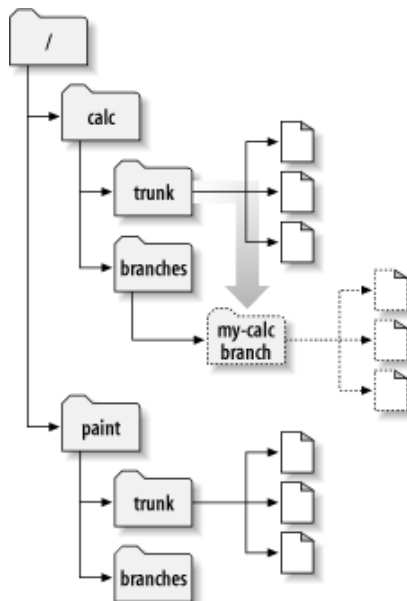 /
calc
trunk
branches
my-calc
branch
paint
trunk
branches